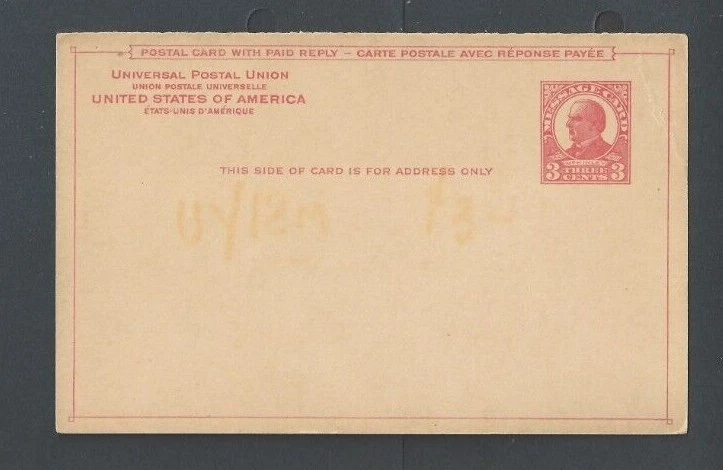 POSTAL CARD WITH PAID REPLY – CARTE POSTALE AVEC RÉPONSE PAYÉE
UNIVERSAL POSTAL UNION
UNION POSTALE UNIVERSELLE
UNITED STATES OF AMERICA
ÉTATS-UNIS D'AMÉRIQUE
MESSAGE CARD
McKINLEY
3 THREE CENTS 3
THIS SIDE OF CARD IS FOR ADDRESS ONLY